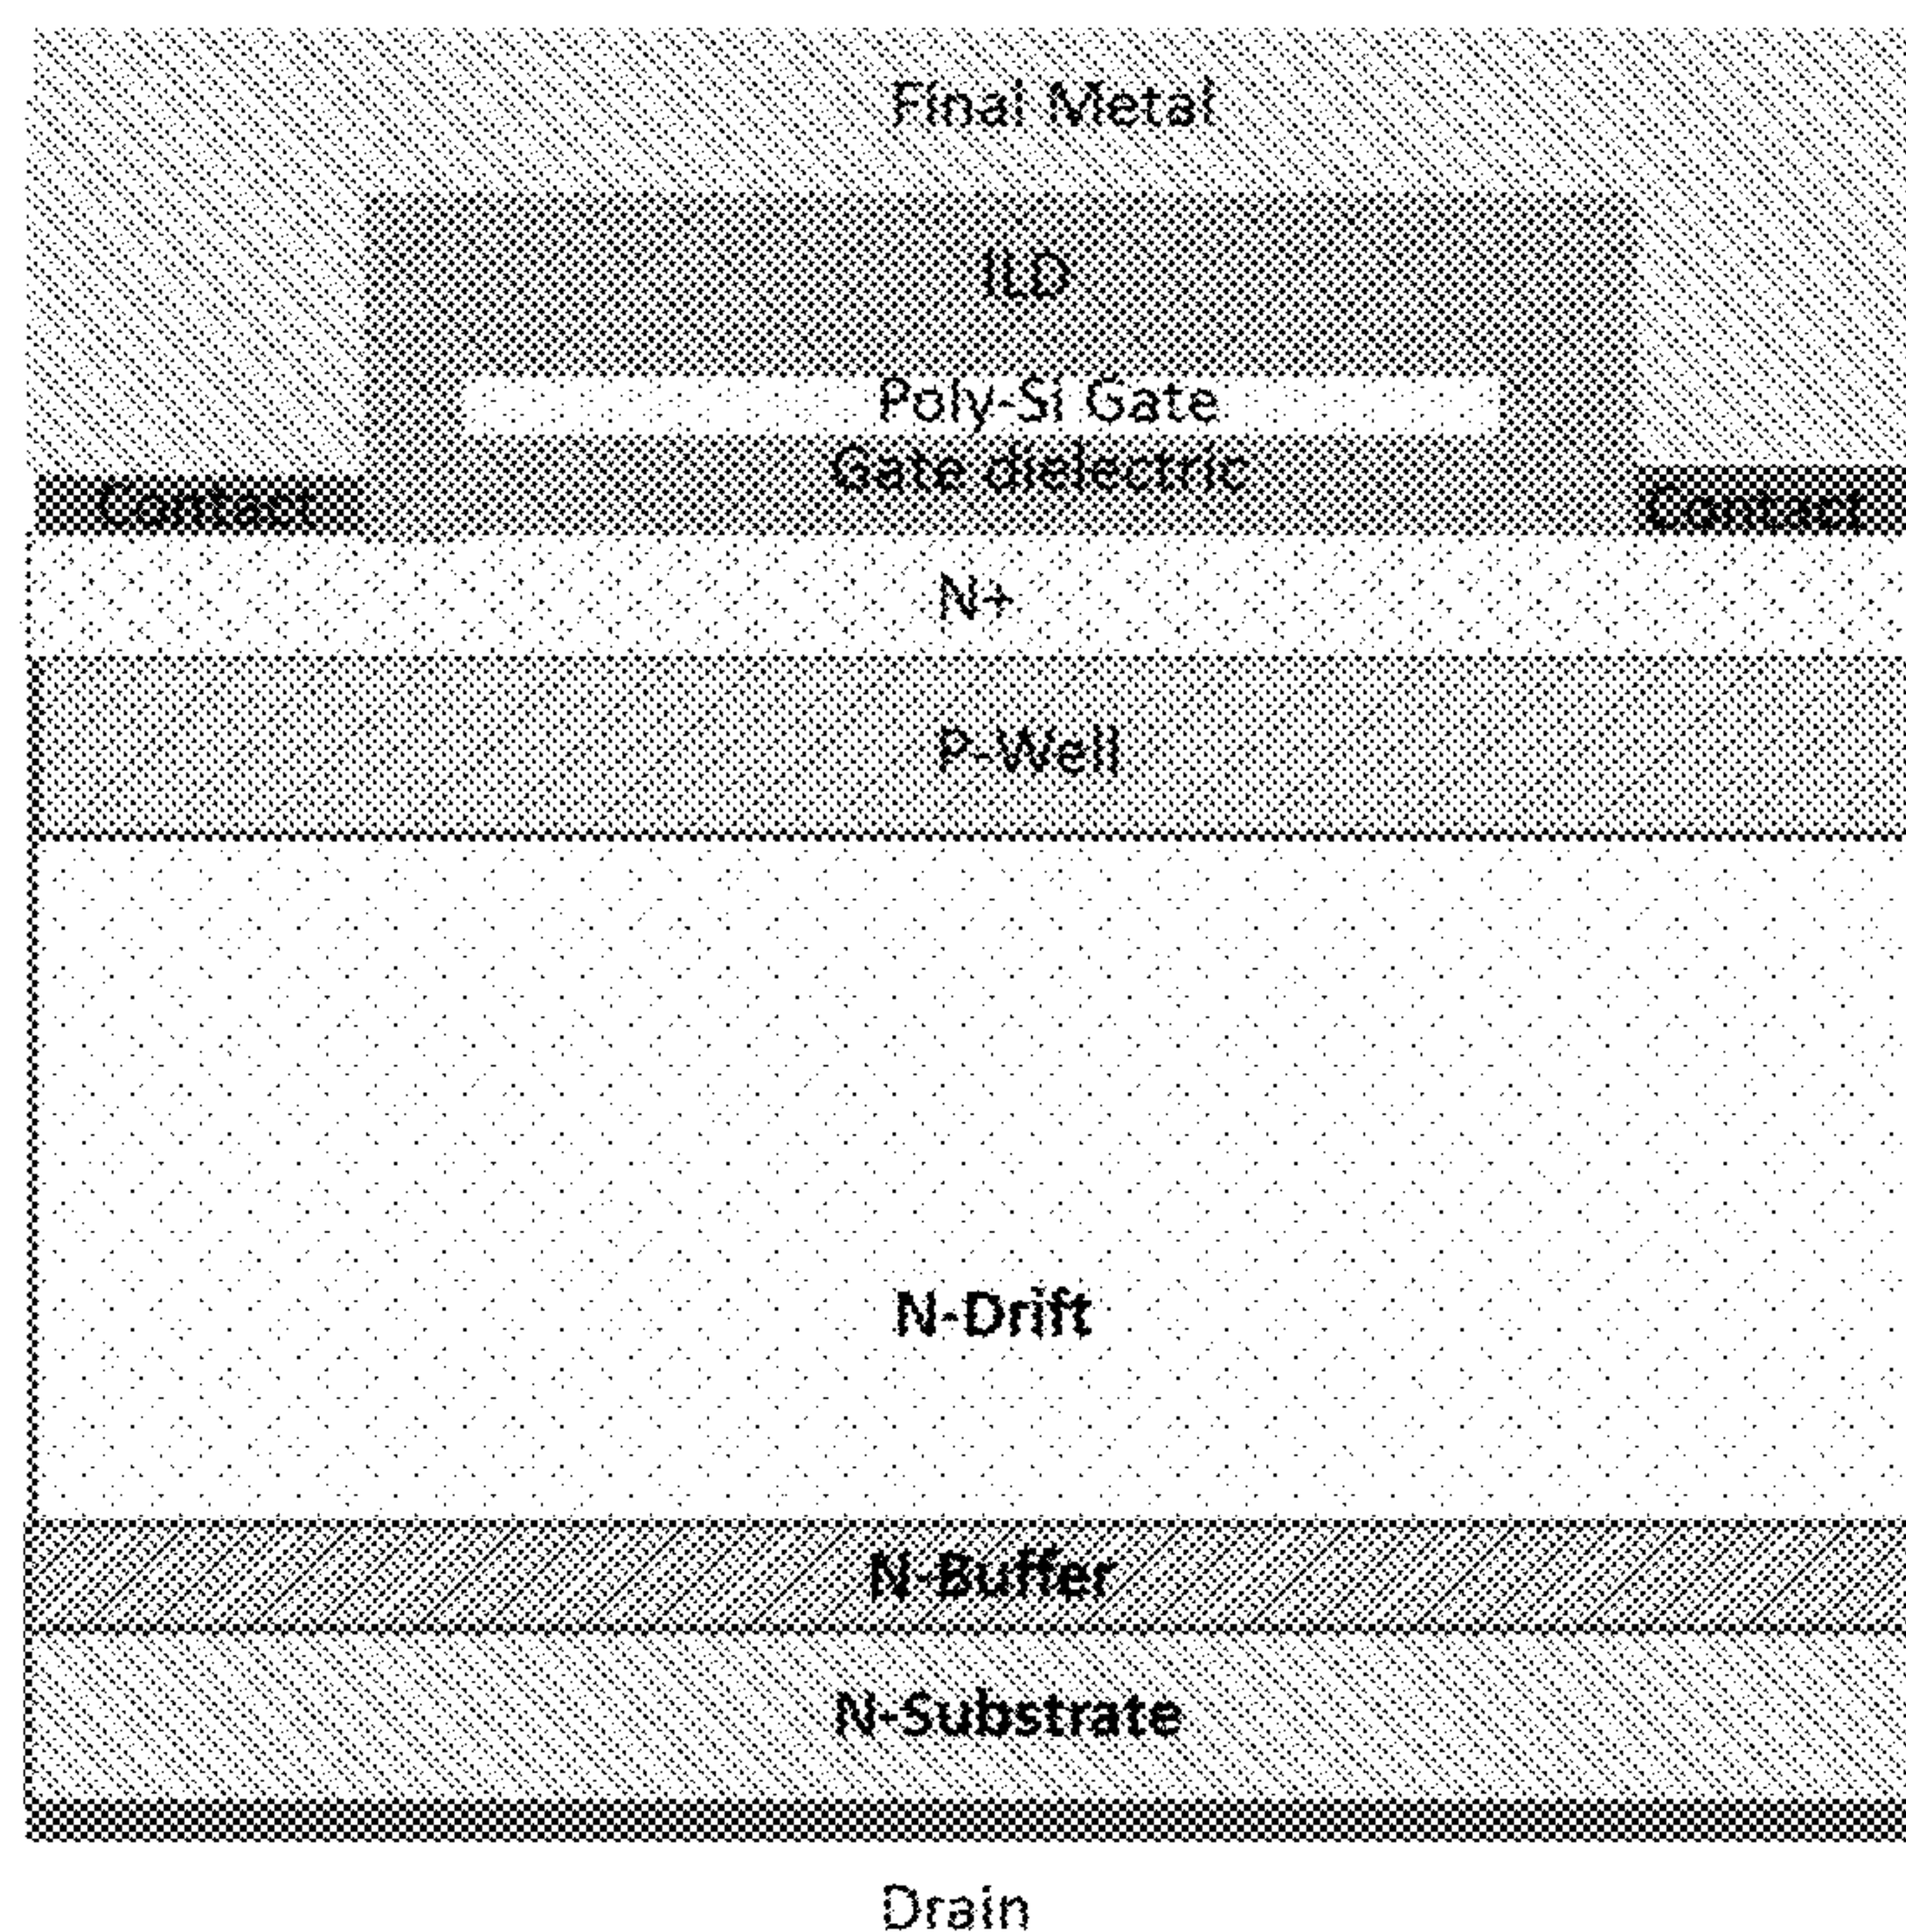 Final Metal
ILD
Poly-Si Gate
Gate dielectric
Contact
Contact
N+
P-Well
N-Drift
N-Buffer
N-Substrate
Drain